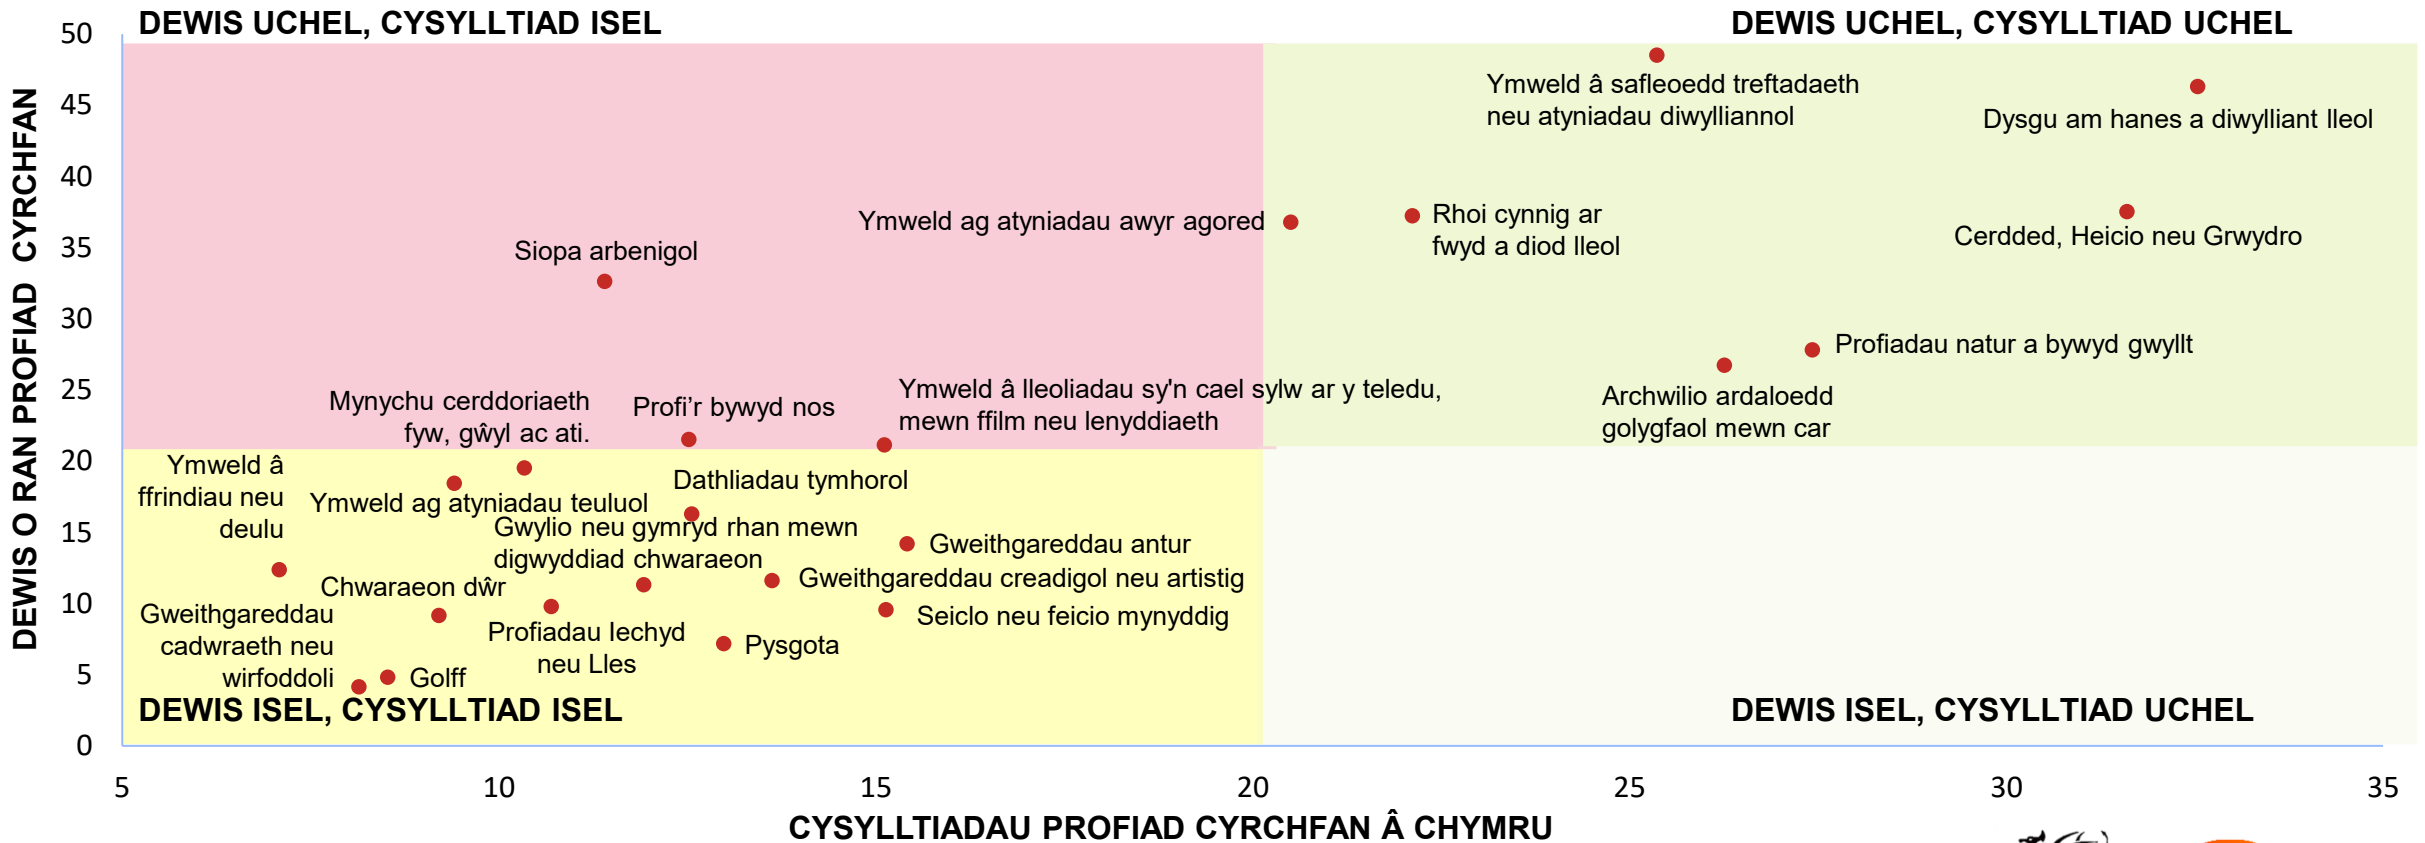 DEWIS UCHEL, CYSYLLTIAD ISEL
DEWIS UCHEL, CYSYLLTIAD UCHEL
DEWIS O RAN PROFIAD CYRCHFAN
50
45
40
35
30
25
20
15
10
5
0
Ymweld â safleoedd treftadaeth
neu atyniadau diwylliannol
Dysgu am hanes a diwylliant lleol
Ymweld ag atyniadau awyr agored
Rhoi cynnig ar
fwyd a diod lleol
Cerdded, Heicio neu Grwydro
Siopa arbenigol
Profiadau natur a bywyd gwyllt
Archwilio ardaloedd
golygfaol mewn car
Ymweld â lleoliadau sy'n cael sylw ar y teledu,
mewn ffilm neu lenyddiaeth
Mynychu cerddoriaeth
fyw, gŵyl ac ati.
Profi’r bywyd nos
Ymweld â
ffrindiau neu
deulu
Ymweld ag atyniadau teuluol
Dathliadau tymhorol
Gwylio neu gymryd rhan mewn
digwyddiad chwaraeon
Gweithgareddau antur
Gweithgareddau creadigol neu artistig
Chwaraeon dŵr
Seiclo neu feicio mynyddig
Gweithgareddau
cadwraeth neu
wirfoddoli
Profiadau Iechyd
neu Lles
Pysgota
Golff
DEWIS ISEL, CYSYLLTIAD ISEL
DEWIS ISEL, CYSYLLTIAD UCHEL
5
10
15
20
25
30
35
CYSYLLTIADAU PROFIAD CYRCHFAN Â CHYMRU